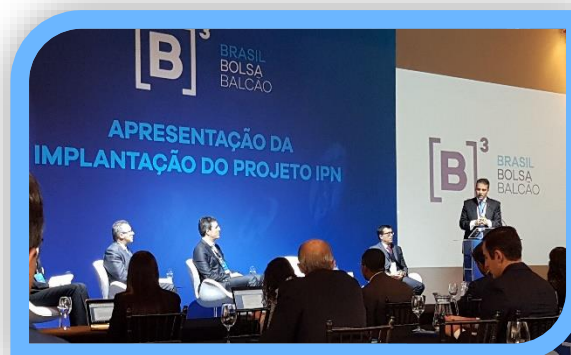 [B]³
BRASIL
BOLSA
BALCÃO
APRESENTAÇÃO DA
IMPLANTAÇÃO DO PROJETO IPN
[B]³
BRASIL
BOLSA
BALCÃO